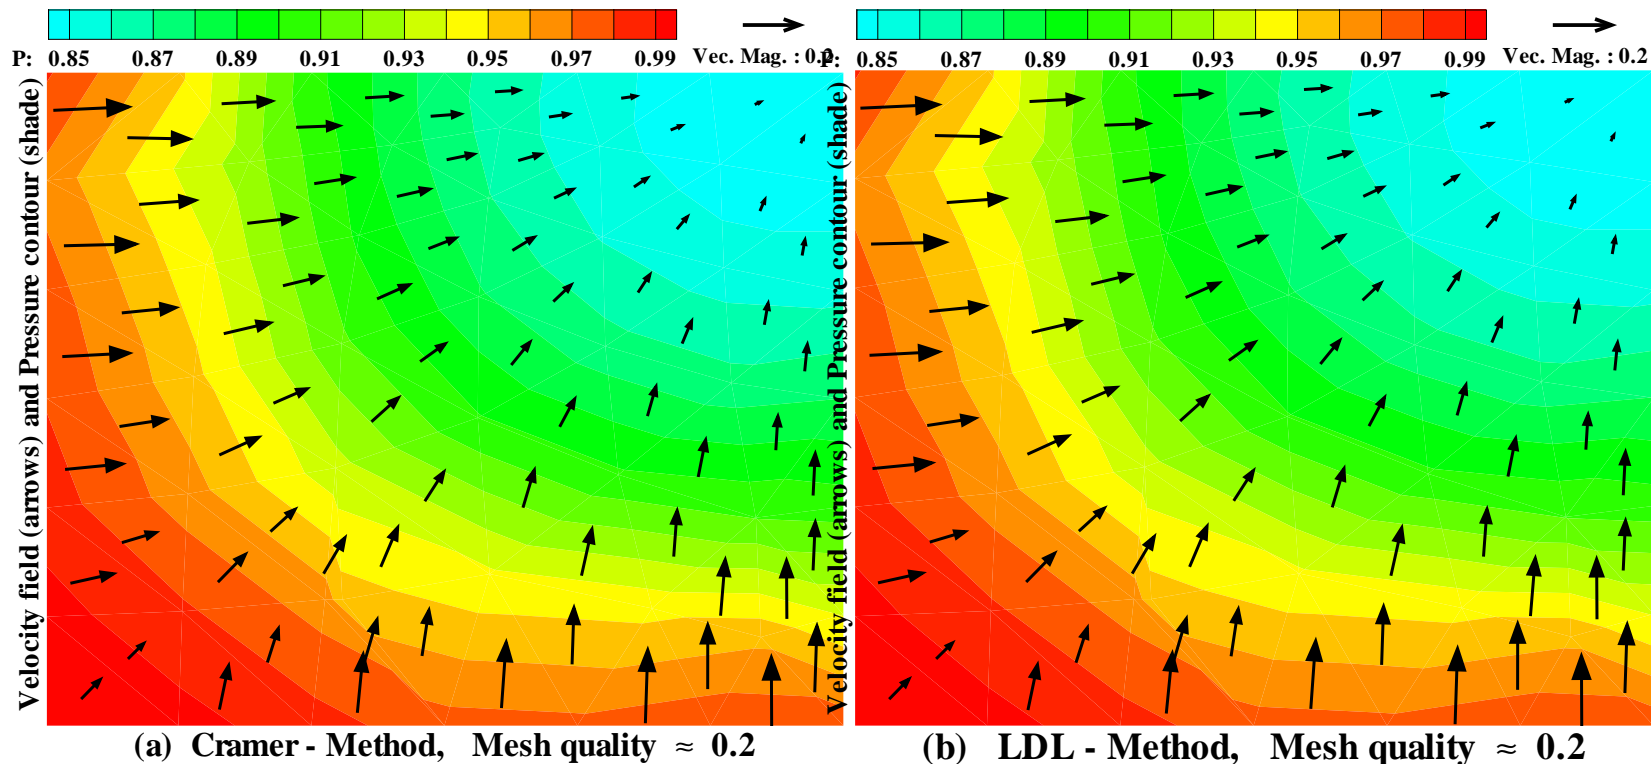 P: 0.85 0.87 0.89 0.91 0.93 0.95 0.97 0.99 Vec. Mag. : 0.2
Velocity field (arrows) and Pressure contour (shade)
(a) Cramer - Method, Mesh quality ≈ 0.2
P: 0.85 0.87 0.89 0.91 0.93 0.95 0.97 0.99 Vec. Mag. : 0.2
Velocity field (arrows) and Pressure contour (shade)
(b) LDL - Method, Mesh quality ≈ 0.2